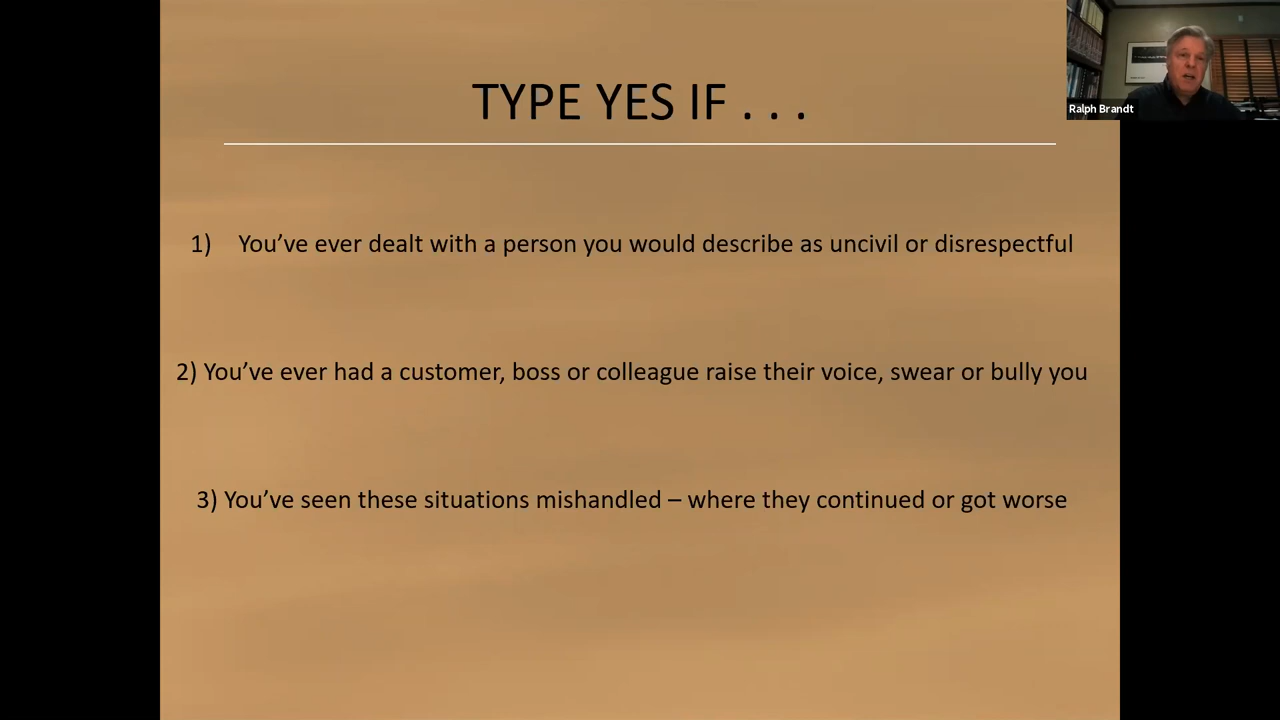 TYPE YES IF . . .
Ralph Brandt
1) You’ve ever dealt with a person you would describe as uncivil or disrespectful
2) You’ve ever had a customer, boss or colleague raise their voice, swear or bully you
3) You’ve seen these situations mishandled – where they continued or got worse